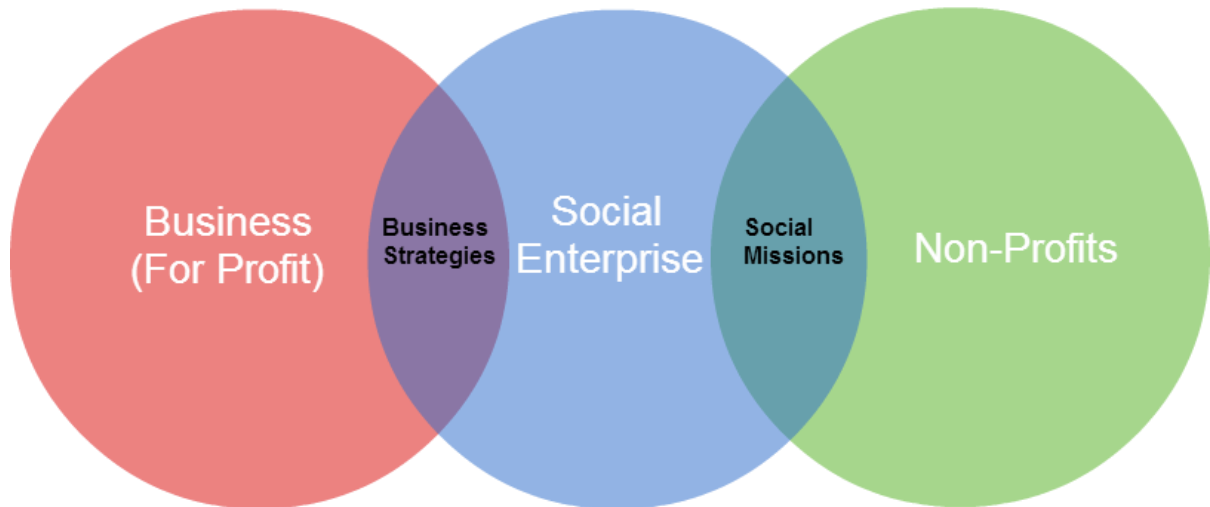 Business
(For Profit)
Business
Strategies
Social
Enterprise
Social
Missions
Non-Profits